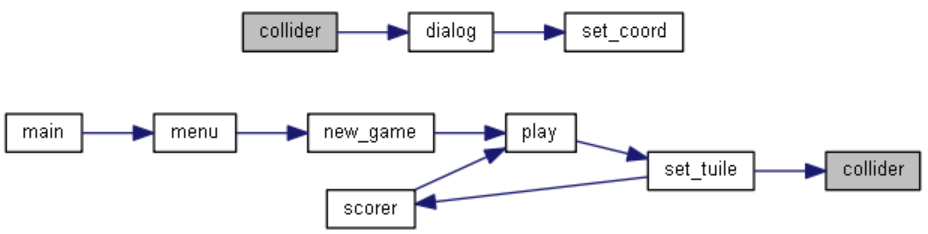 collider
dialog
set_coord
main
menu
new_game
play
set_tuile
collider
scorer